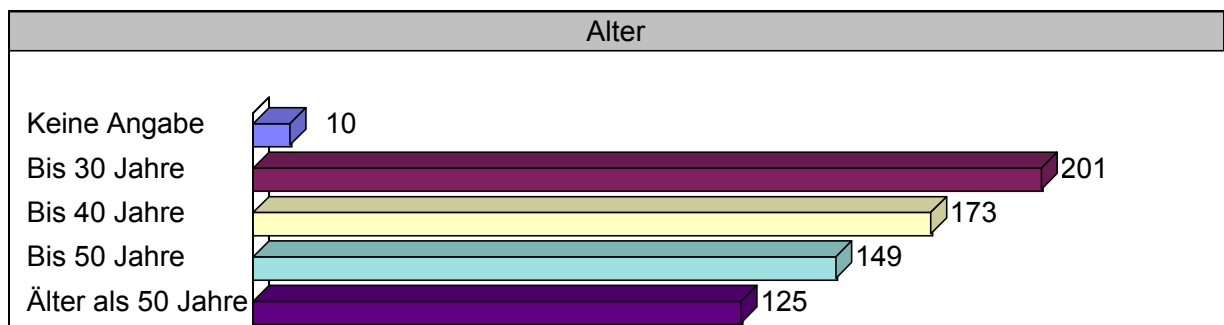 Alter
Keine Angabe 10
Bis 30 Jahre 201
Bis 40 Jahre 173
Bis 50 Jahre 149
Älter als 50 Jahre 125